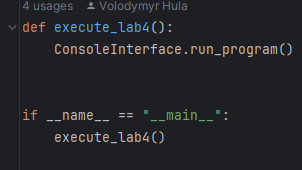 4 usages Volodymyr Hula
def execute_lab4():
    ConsoleInterface.run_program()
if __name__ == "__main__":
    execute_lab4()